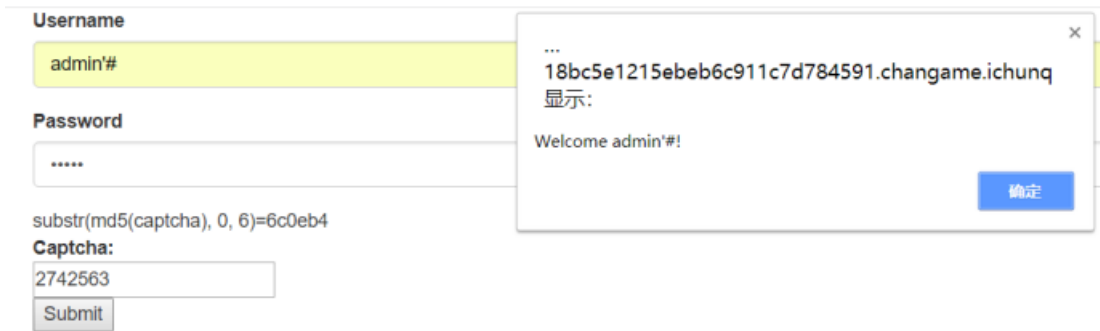 Username
admin'#
Password
•••••
substr(md5(captcha), 0, 6)=6c0eb4
Captcha:
2742563
Submit
...
18bc5e1215ebeb6c911c7d784591.changame.ichunq
显示：
Welcome admin'#!
确定